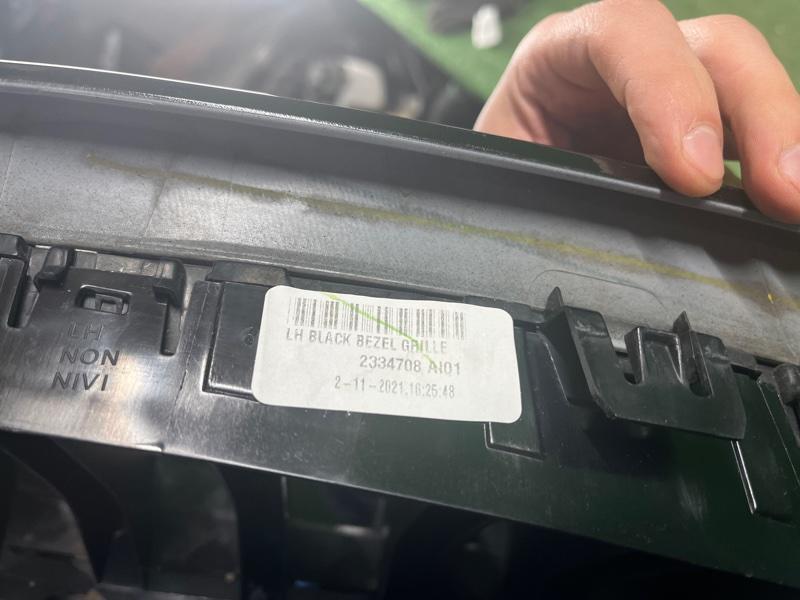 LH
NON
NIVI
LH BLACK BEZEL GRILLE
2334708 AI01
2-11-2021,16:25:48